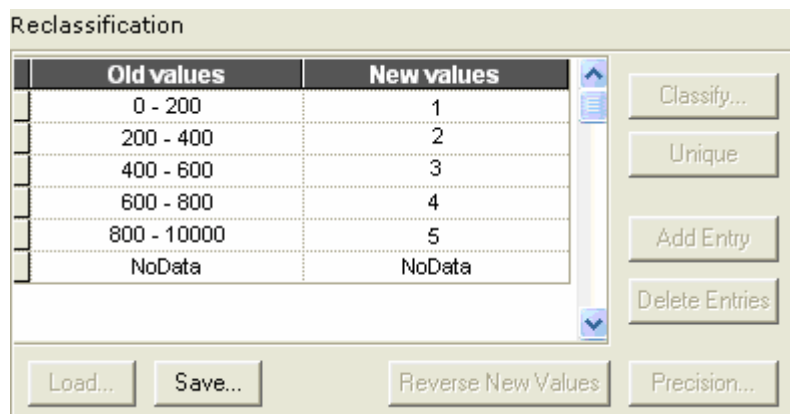 Reclassification
Old values New values
0 - 200 1
200 - 400 2
400 - 600 3
600 - 800 4
800 - 10000 5
NoData NoData
Classify...
Unique
Add Entry
Delete Entries
Load... Save... Reverse New Values Precision...